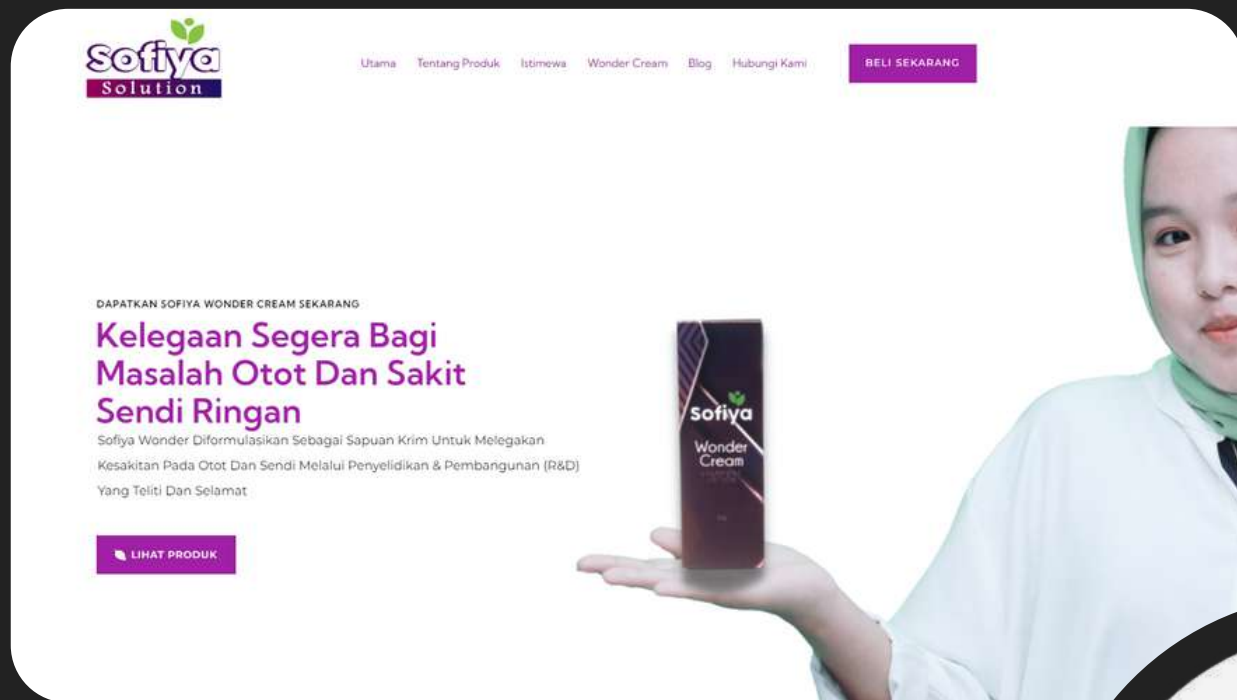 Sofiya
Solution
Utama
Tentang Produk
Istimewa
Wonder Cream
Blog
Hubungi Kami
BELI SEKARANG
DAPATKAN SOFIYA WONDER CREAM SEKARANG
Kelegaan Segera Bagi
Masalah Otot Dan Sakit
Sendi Ringan
Sofiya Wonder Diformulasikan Sebagai Sapuan Krim Untuk Melegakan
Kesakitan Pada Otot Dan Sendi Melalui Penyelidikan & Pembangunan (R&D)
Yang Teliti Dan Selamat
LIHAT PRODUK
Sofiya
Wonder
Cream